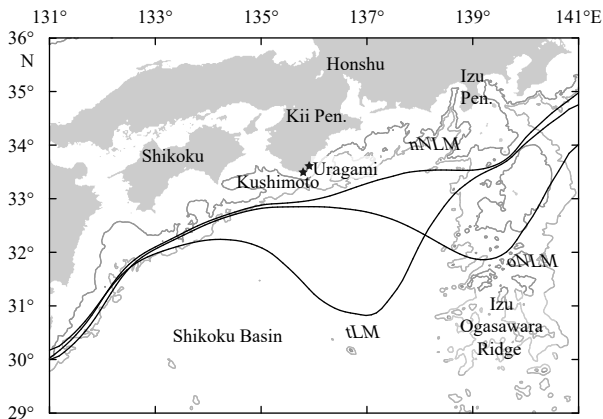 131° 133° 135° 137° 139° 141°E
36°
N
35°
34°
33°
32°
31°
30°
29°
Honshu
Izu
Pen.
Kii Pen.
nNLM
Shikoku
Uragami
Kushimoto
oNLM
Izu
Ogasawara
Ridge
Shikoku Basin
tLM